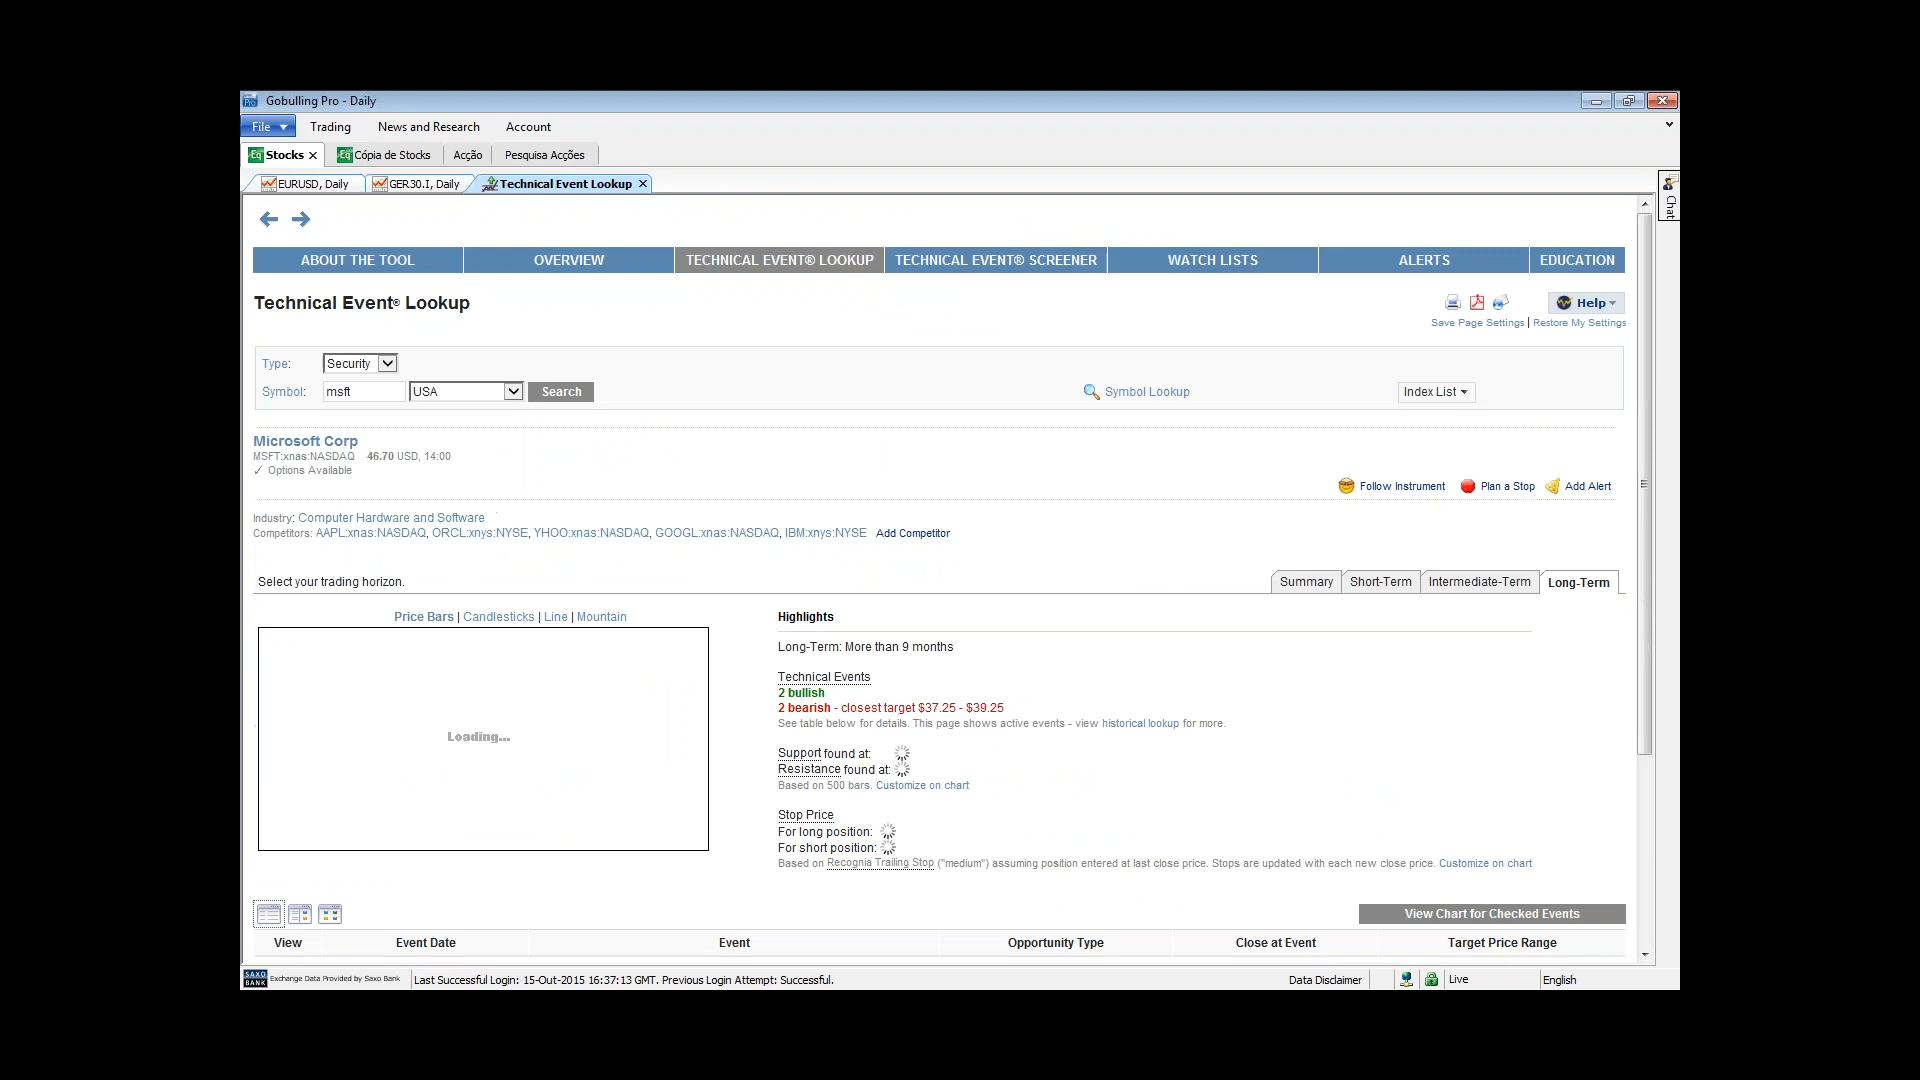 Gobulling Pro - Daily
File Trading News and Research Account
Eq Stocks Eq Cópia de Stocks Acção Pesquisa Acções
EURUSD, Daily GER30.I, Daily Technical Event Lookup
Chat
ABOUT THE TOOL OVERVIEW TECHNICAL EVENT® LOOKUP TECHNICAL EVENT® SCREENER WATCH LISTS ALERTS EDUCATION
Technical Event® Lookup
Help
Save Page Settings | Restore My Settings
Type: Security
Symbol: msft USA Search Symbol Lookup Index List
Microsoft Corp
MSFT:xnas:NASDAQ 46.70 USD, 14:00
✓ Options Available
Follow Instrument Plan a Stop Add Alert
Industry: Computer Hardware and Software
Competitors: AAPL:xnas:NASDAQ, ORCL:xnys:NYSE, YHOO:xnas:NASDAQ, GOOGL:xnas:NASDAQ, IBM:xnys:NYSE Add Competitor
Select your trading horizon. Summary Short-Term Intermediate-Term Long-Term
Price Bars | Candlesticks | Line | Mountain
Loading...
Highlights
Long-Term: More than 9 months
Technical Events
2 bullish
2 bearish - closest target $37.25 - $39.25
See table below for details. This page shows active events - view historical lookup for more.
Support found at:
Resistance found at:
Based on 500 bars. Customize on chart
Stop Price
For long position:
For short position:
Based on Recognia Trailing Stop ("medium") assuming position entered at last close price. Stops are updated with each new close price. Customize on chart
View Chart for Checked Events
View Event Date Event Opportunity Type Close at Event Target Price Range
SAXO BANK Exchange Data Provided by Saxo Bank Last Successful Login: 15-Out-2015 16:37:13 GMT. Previous Login Attempt: Successful. Data Disclaimer Live English